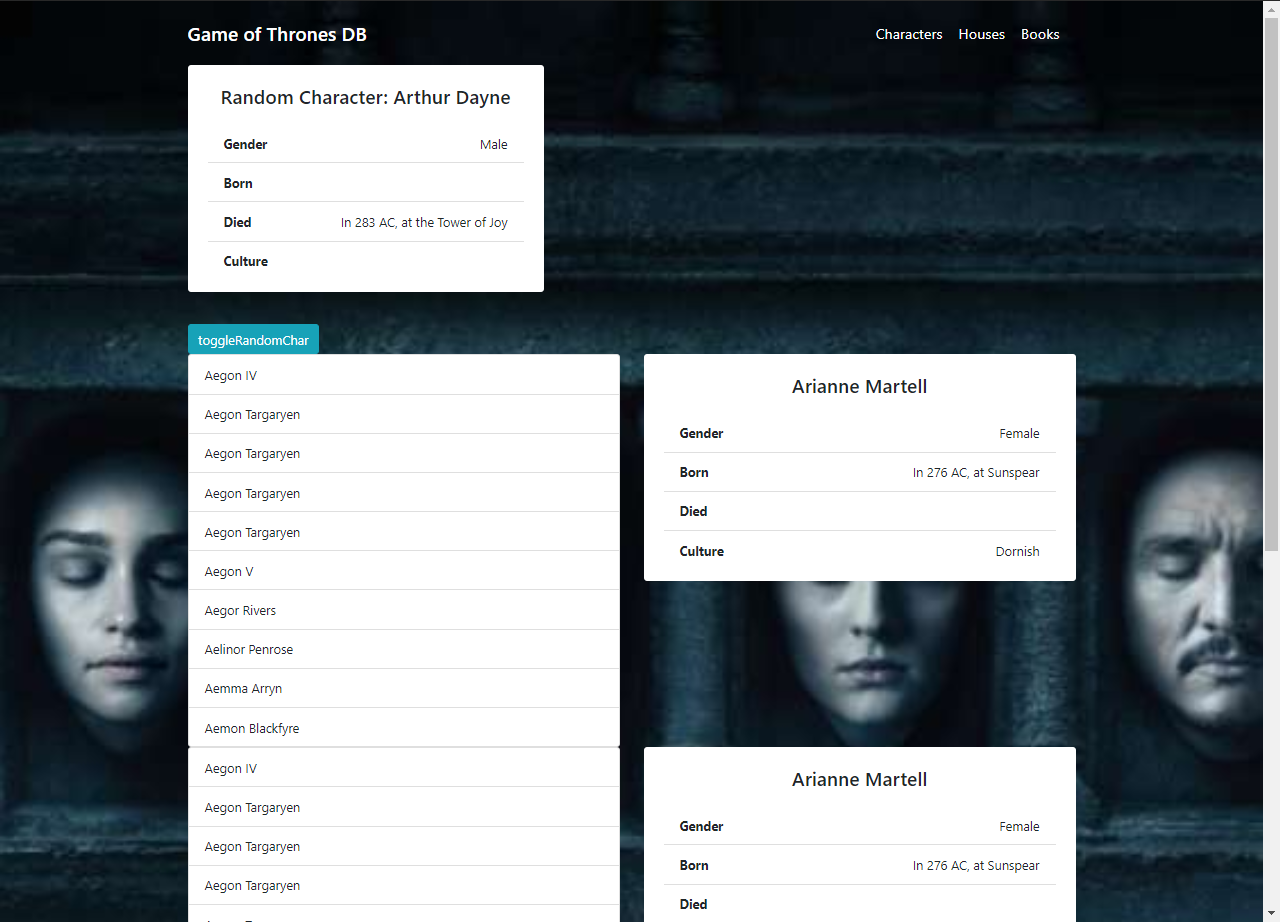 Game of Thrones DB
Characters Houses Books
Random Character: Arthur Dayne
Gender Male
Born
Died In 283 AC, at the Tower of Joy
Culture
toggleRandomChar
Aegon IV
Aegon Targaryen
Aegon Targaryen
Aegon Targaryen
Aegon Targaryen
Aegon V
Aegor Rivers
Aelinor Penrose
Aemma Arryn
Aemon Blackfyre
Arianne Martell
Gender Female
Born In 276 AC, at Sunspear
Died
Culture Dornish
Aegon IV
Aegon Targaryen
Aegon Targaryen
Aegon Targaryen
Arianne Martell
Gender Female
Born In 276 AC, at Sunspear
Died